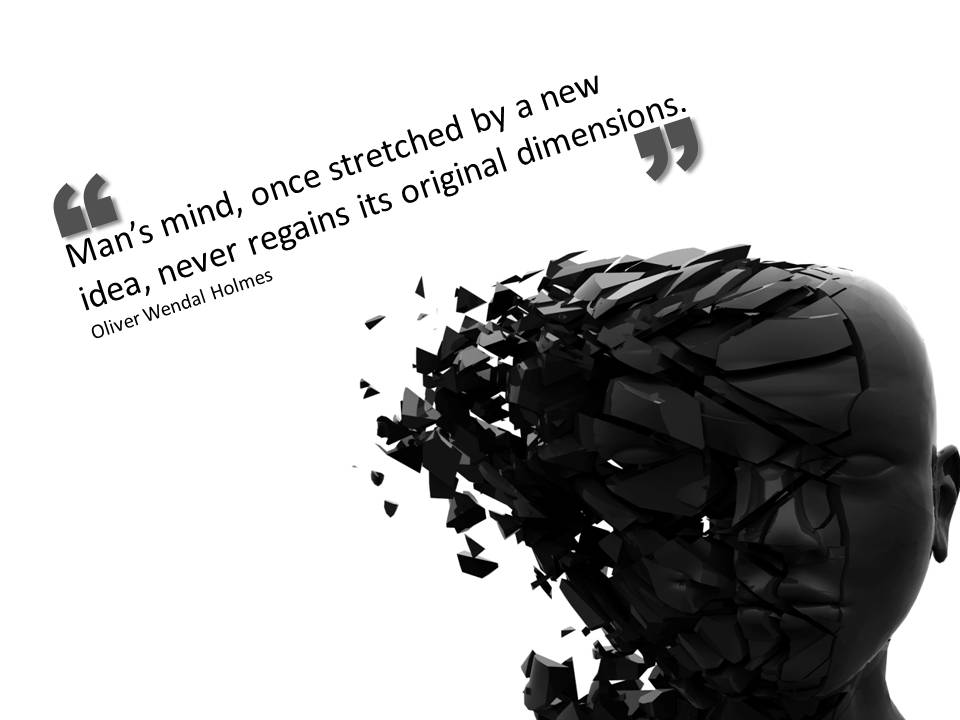 “
Man’s mind, once stretched by a new
idea, never regains its original dimensions.
”
Oliver Wendal Holmes